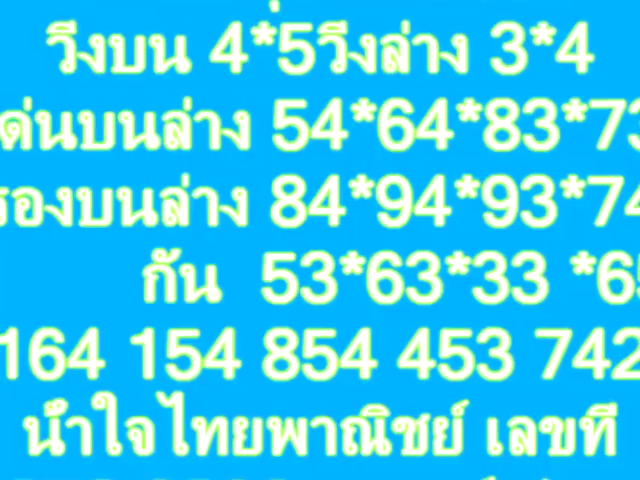 วิ่งบน 4*5วิ่งล่าง 3*4
เด่นบนล่าง 54*64*83*73
รองบนล่าง 84*94*93*74
กัน 53*63*33 *65
164 154 854 453 742
น้ำใจไทยพาณิชย์ เลขที่